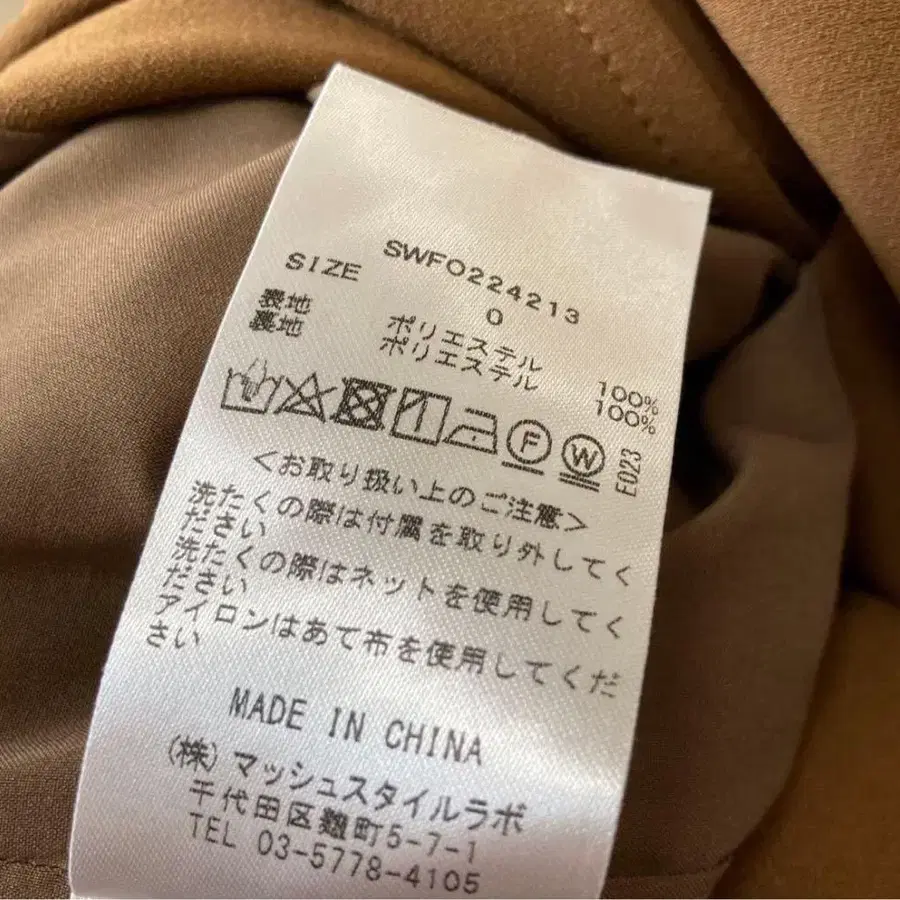 SWFO224213
SIZE 0
表地 ポリエステル 100%
裏地 ポリエステル 100%
F W E023
<お取り扱い上のご注意>
洗たくの際は付属を取り外してく
ださい
洗たくの際はネットを使用してく
ださい
アイロンはあて布を使用してくだ
さい
MADE IN CHINA
(株)マッシュスタイルラボ
千代田区麹町5-7-1
TEL 03-5778-4105